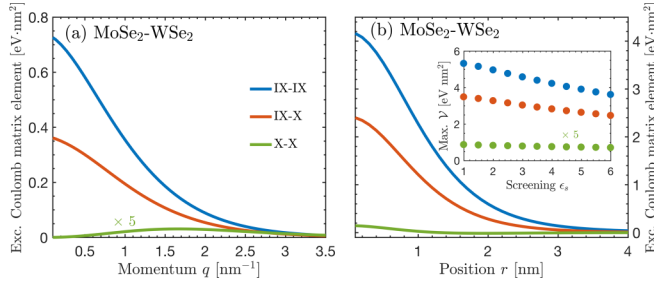 (a) MoSe₂-WSe₂
Exc. Coulomb matrix element [eV·nm²]
0.8
0.6
0.4
0.2
0
IX-IX
IX-X
X-X
× 5
0.5 1 1.5 2 2.5 3 3.5
Momentum q [nm⁻¹]
(b) MoSe₂-WSe₂
Max. 𝒱 [eV nm²]
6
4
2
0
× 5
1 2 3 4 5 6
Screening ϵₛ
1 2 3 4
Position r [nm]
4
3
2
1
0
Exc. Coulomb matrix element [eV·nm²]